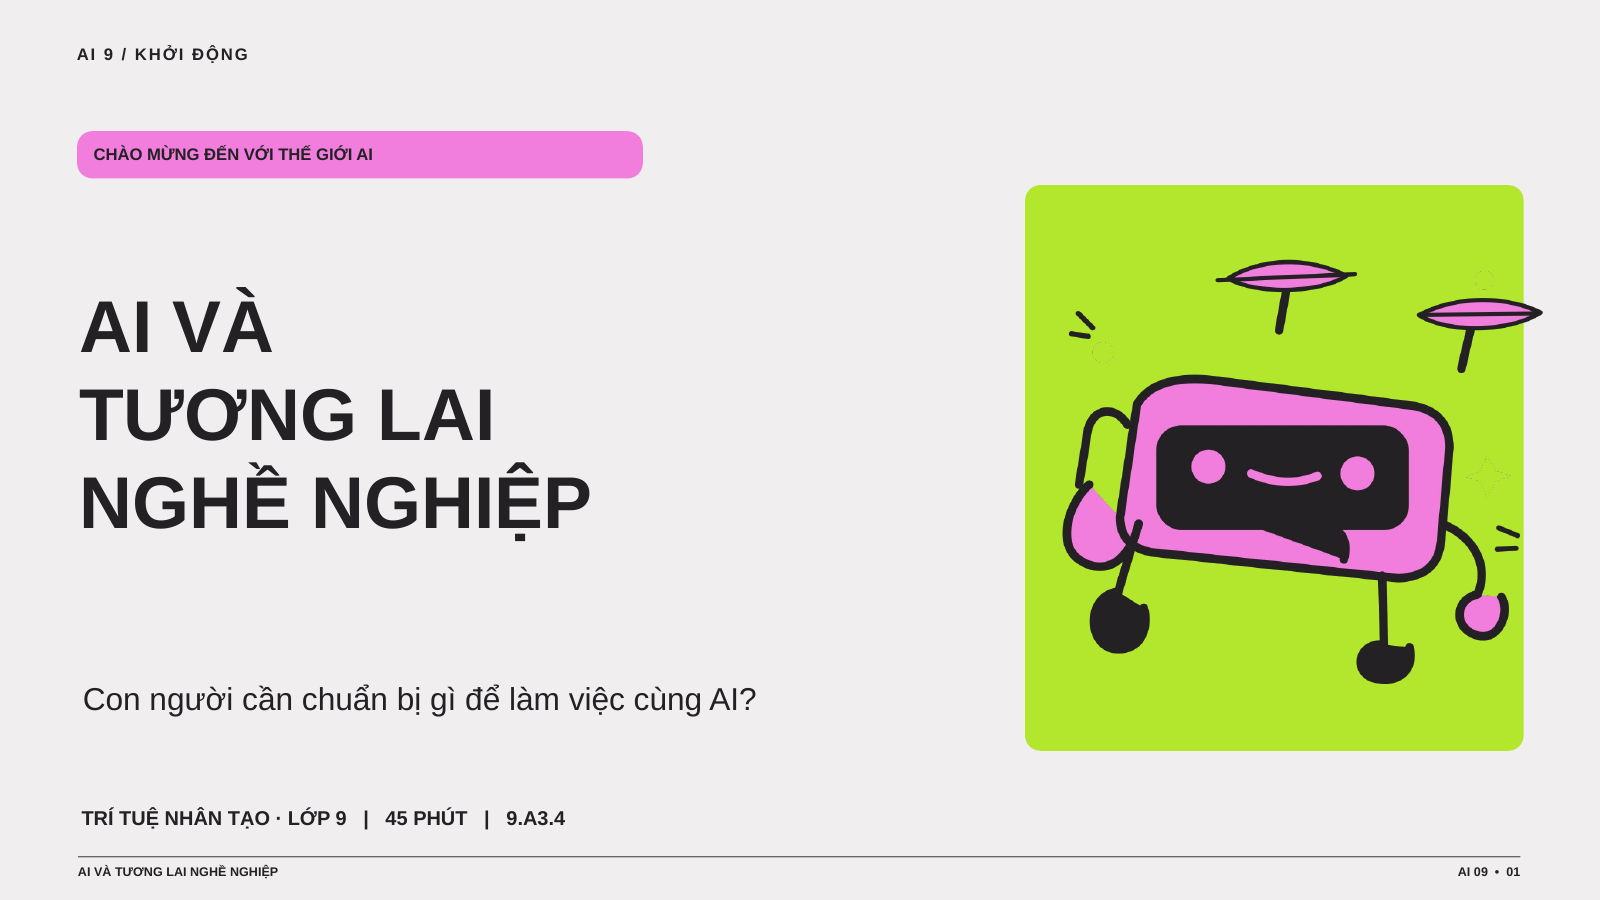 AI 9 / KHỞI ĐỘNG
CHÀO MỪNG ĐẾN VỚI THẾ GIỚI AI
AI VÀ
TƯƠNG LAI
NGHỀ NGHIỆP
Con người cần chuẩn bị gì để làm việc cùng AI?
TRÍ TUỆ NHÂN TẠO · LỚP 9 | 45 PHÚT | 9.A3.4
AI VÀ TƯƠNG LAI NGHỀ NGHIỆP
AI 09 • 01